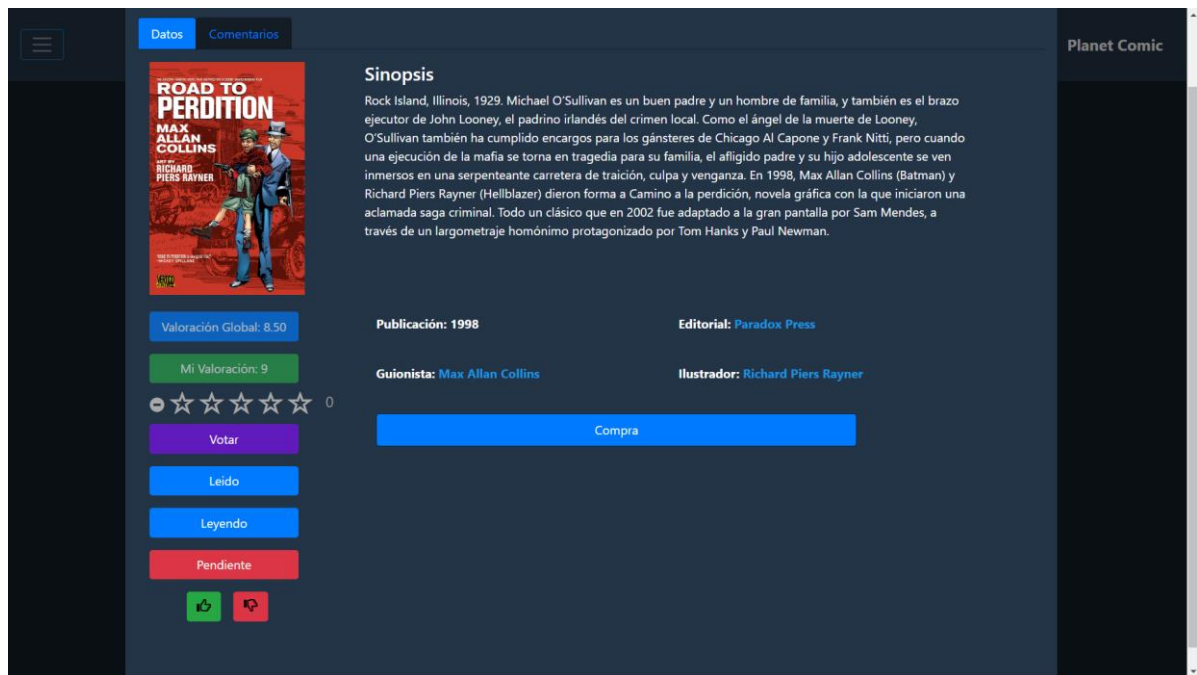 Datos Comentarios
Planet Comic
ROAD TO
PERDITION
MAX
ALLAN
COLLINS
ART BY
RICHARD
PIERS RAYNER
Sinopsis
Rock Island, Illinois, 1929. Michael O'Sullivan es un buen padre y un hombre de familia, y también es el brazo
ejecutor de John Looney, el padrino irlandés del crimen local. Como el ángel de la muerte de Looney,
O'Sullivan también ha cumplido encargos para los gánsteres de Chicago Al Capone y Frank Nitti, pero cuando
una ejecución de la mafia se torna en tragedia para su familia, el afligido padre y su hijo adolescente se ven
inmersos en una serpenteante carretera de traición, culpa y venganza. En 1998, Max Allan Collins (Batman) y
Richard Piers Rayner (Hellblazer) dieron forma a Camino a la perdición, novela gráfica con la que iniciaron una
aclamada saga criminal. Todo un clásico que en 2002 fue adaptado a la gran pantalla por Sam Mendes, a
través de un largometraje homónimo protagonizado por Tom Hanks y Paul Newman.
Valoración Global: 8.50
Mi Valoración: 9
0
Votar
Leido
Leyendo
Pendiente
Publicación: 1998
Editorial: Paradox Press
Guionista: Max Allan Collins
Ilustrador: Richard Piers Rayner
Compra